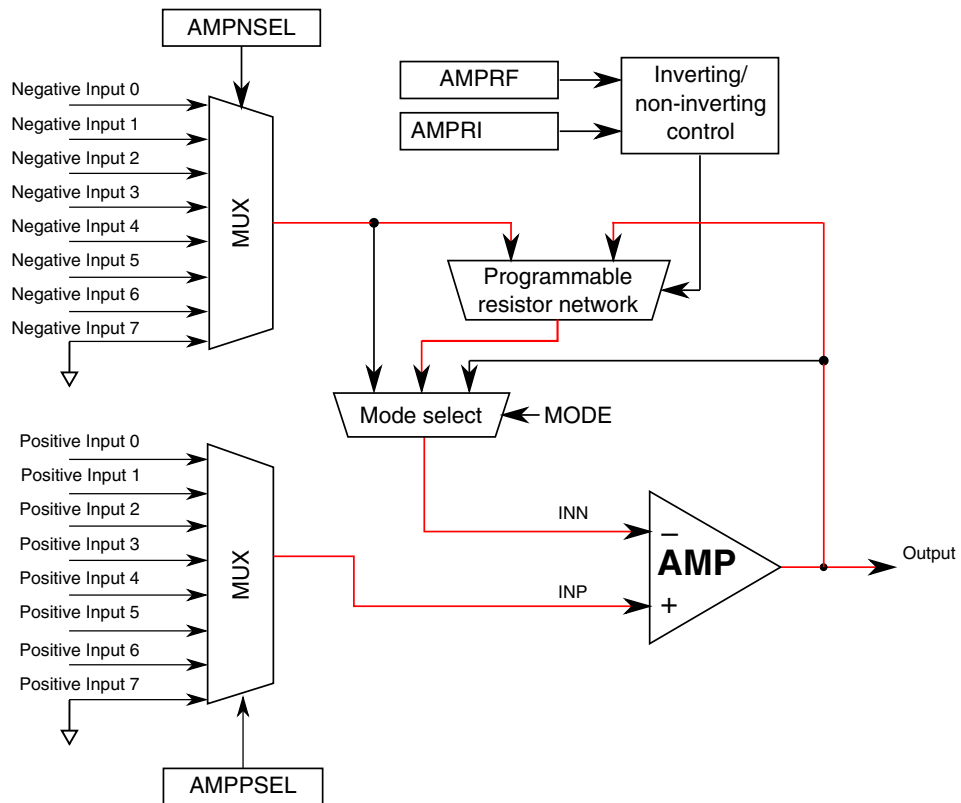 AMPNSEL
Negative Input 0
Negative Input 1
Negative Input 2
Negative Input 3
Negative Input 4
Negative Input 5
Negative Input 6
Negative Input 7
MUX
AMPRF
AMPRI
Inverting/
non-inverting
control
Programmable
resistor network
Mode select
MODE
Positive Input 0
Positive Input 1
Positive Input 2
Positive Input 3
Positive Input 4
Positive Input 5
Positive Input 6
Positive Input 7
MUX
INN
INP
−
AMP
+
Output
AMPPSEL